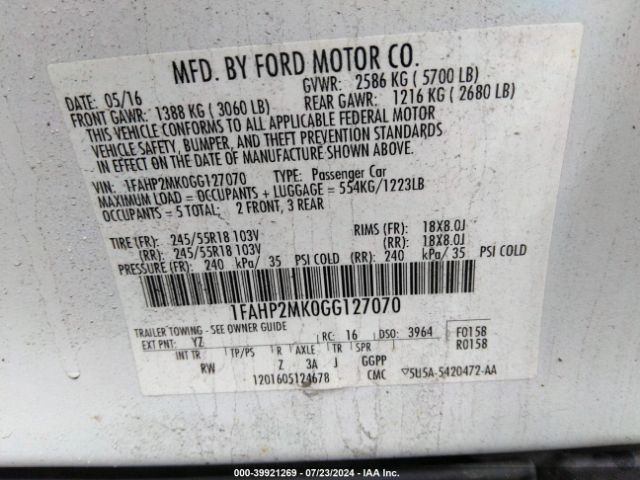 MFD. BY FORD MOTOR CO.
DATE: 05/16 GVWR: 2586 KG ( 5700 LB)
FRONT GAWR: 1388 KG ( 3060 LB) REAR GAWR: 1216 KG ( 2680 LB)
THIS VEHICLE CONFORMS TO ALL APPLICABLE FEDERAL MOTOR
VEHICLE SAFETY, BUMPER, AND THEFT PREVENTION STANDARDS
IN EFFECT ON THE DATE OF MANUFACTURE SHOWN ABOVE.
VIN: 1FAHP2MK0GG127070 TYPE: Passenger Car
MAXIMUM LOAD = OCCUPANTS + LUGGAGE = 554KG/1223LB
OCCUPANTS = 5 TOTAL: 2 FRONT, 3 REAR
TIRE (FR): 245/55R18 103V RIMS (FR): 18X8.0J
(RR): 245/55R18 103V (RR): 18X8.0J
PRESSURE (FR): 240 kPa/ 35 PSI COLD (RR): 240 kPa/ 35 PSI COLD
1FAHP2MK0GG127070
TRAILER TOWING - SEE OWNER GUIDE
EXT PNT: YZ RC: 16 DSO: 3964 F0158
R0158
INT TR TP/PS R AXLE TR SPR
RW Z 3A J GGPP
1201605124678 CMC ▽5U5A-5420472-AA
000-39921269 - 07/23/2024 - IAA Inc.